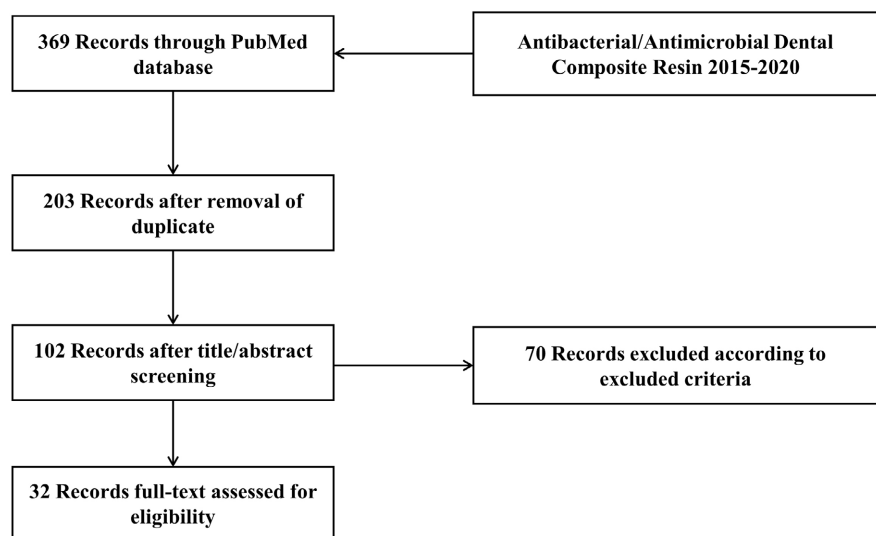 369 Records through PubMed
database
Antibacterial/Antimicrobial Dental
Composite Resin 2015-2020
203 Records after removal of
duplicate
102 Records after title/abstract
screening
70 Records excluded according to
excluded criteria
32 Records full-text assessed for
eligibility